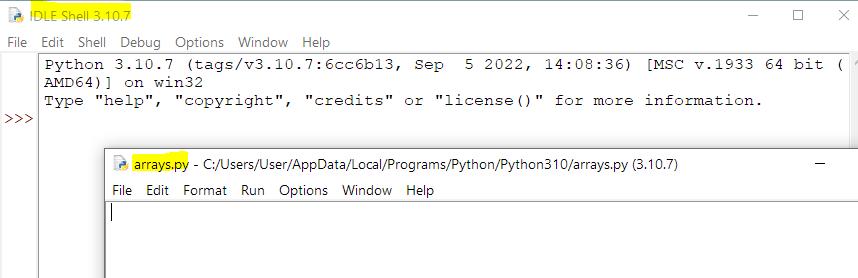 IDLE Shell 3.10.7
File Edit Shell Debug Options Window Help
Python 3.10.7 (tags/v3.10.7:6cc6b13, Sep  5 2022, 14:08:36) [MSC v.1933 64 bit (
AMD64)] on win32
Type "help", "copyright", "credits" or "license()" for more information.
>>>
arrays.py - C:/Users/User/AppData/Local/Programs/Python/Python310/arrays.py (3.10.7)
File Edit Format Run Options Window Help